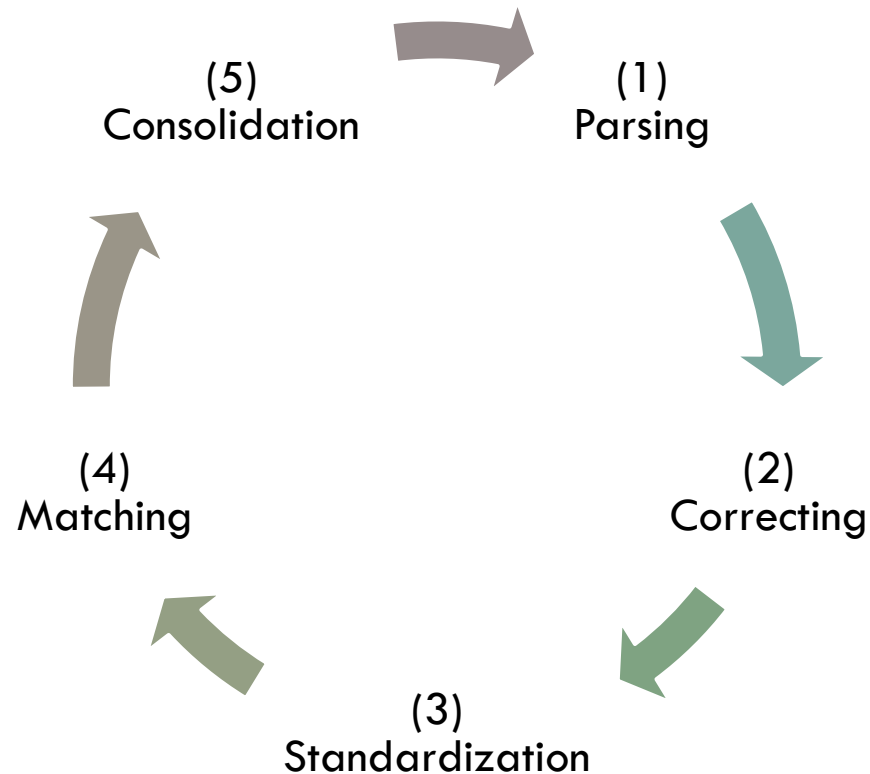 (1)
Parsing
(2)
Correcting
(3)
Standardization
(4)
Matching
(5)
Consolidation